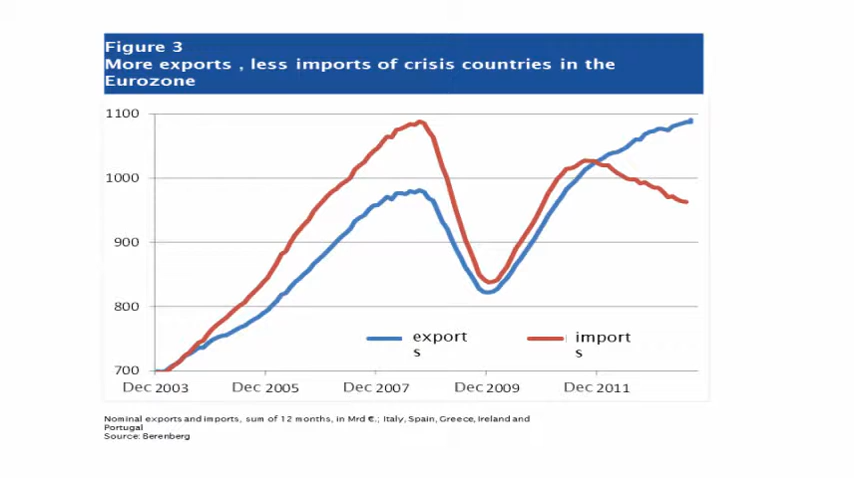 Figure 3
More exports , less imports of crisis countries in the
Eurozone
1100
1000
900
800
700
export
s
import
s
Dec 2003 Dec 2005 Dec 2007 Dec 2009 Dec 2011
Nominal exports and imports, sum of 12 months, in Mrd €.; Italy, Spain, Greece, Ireland and
Portugal
Source: Berenberg